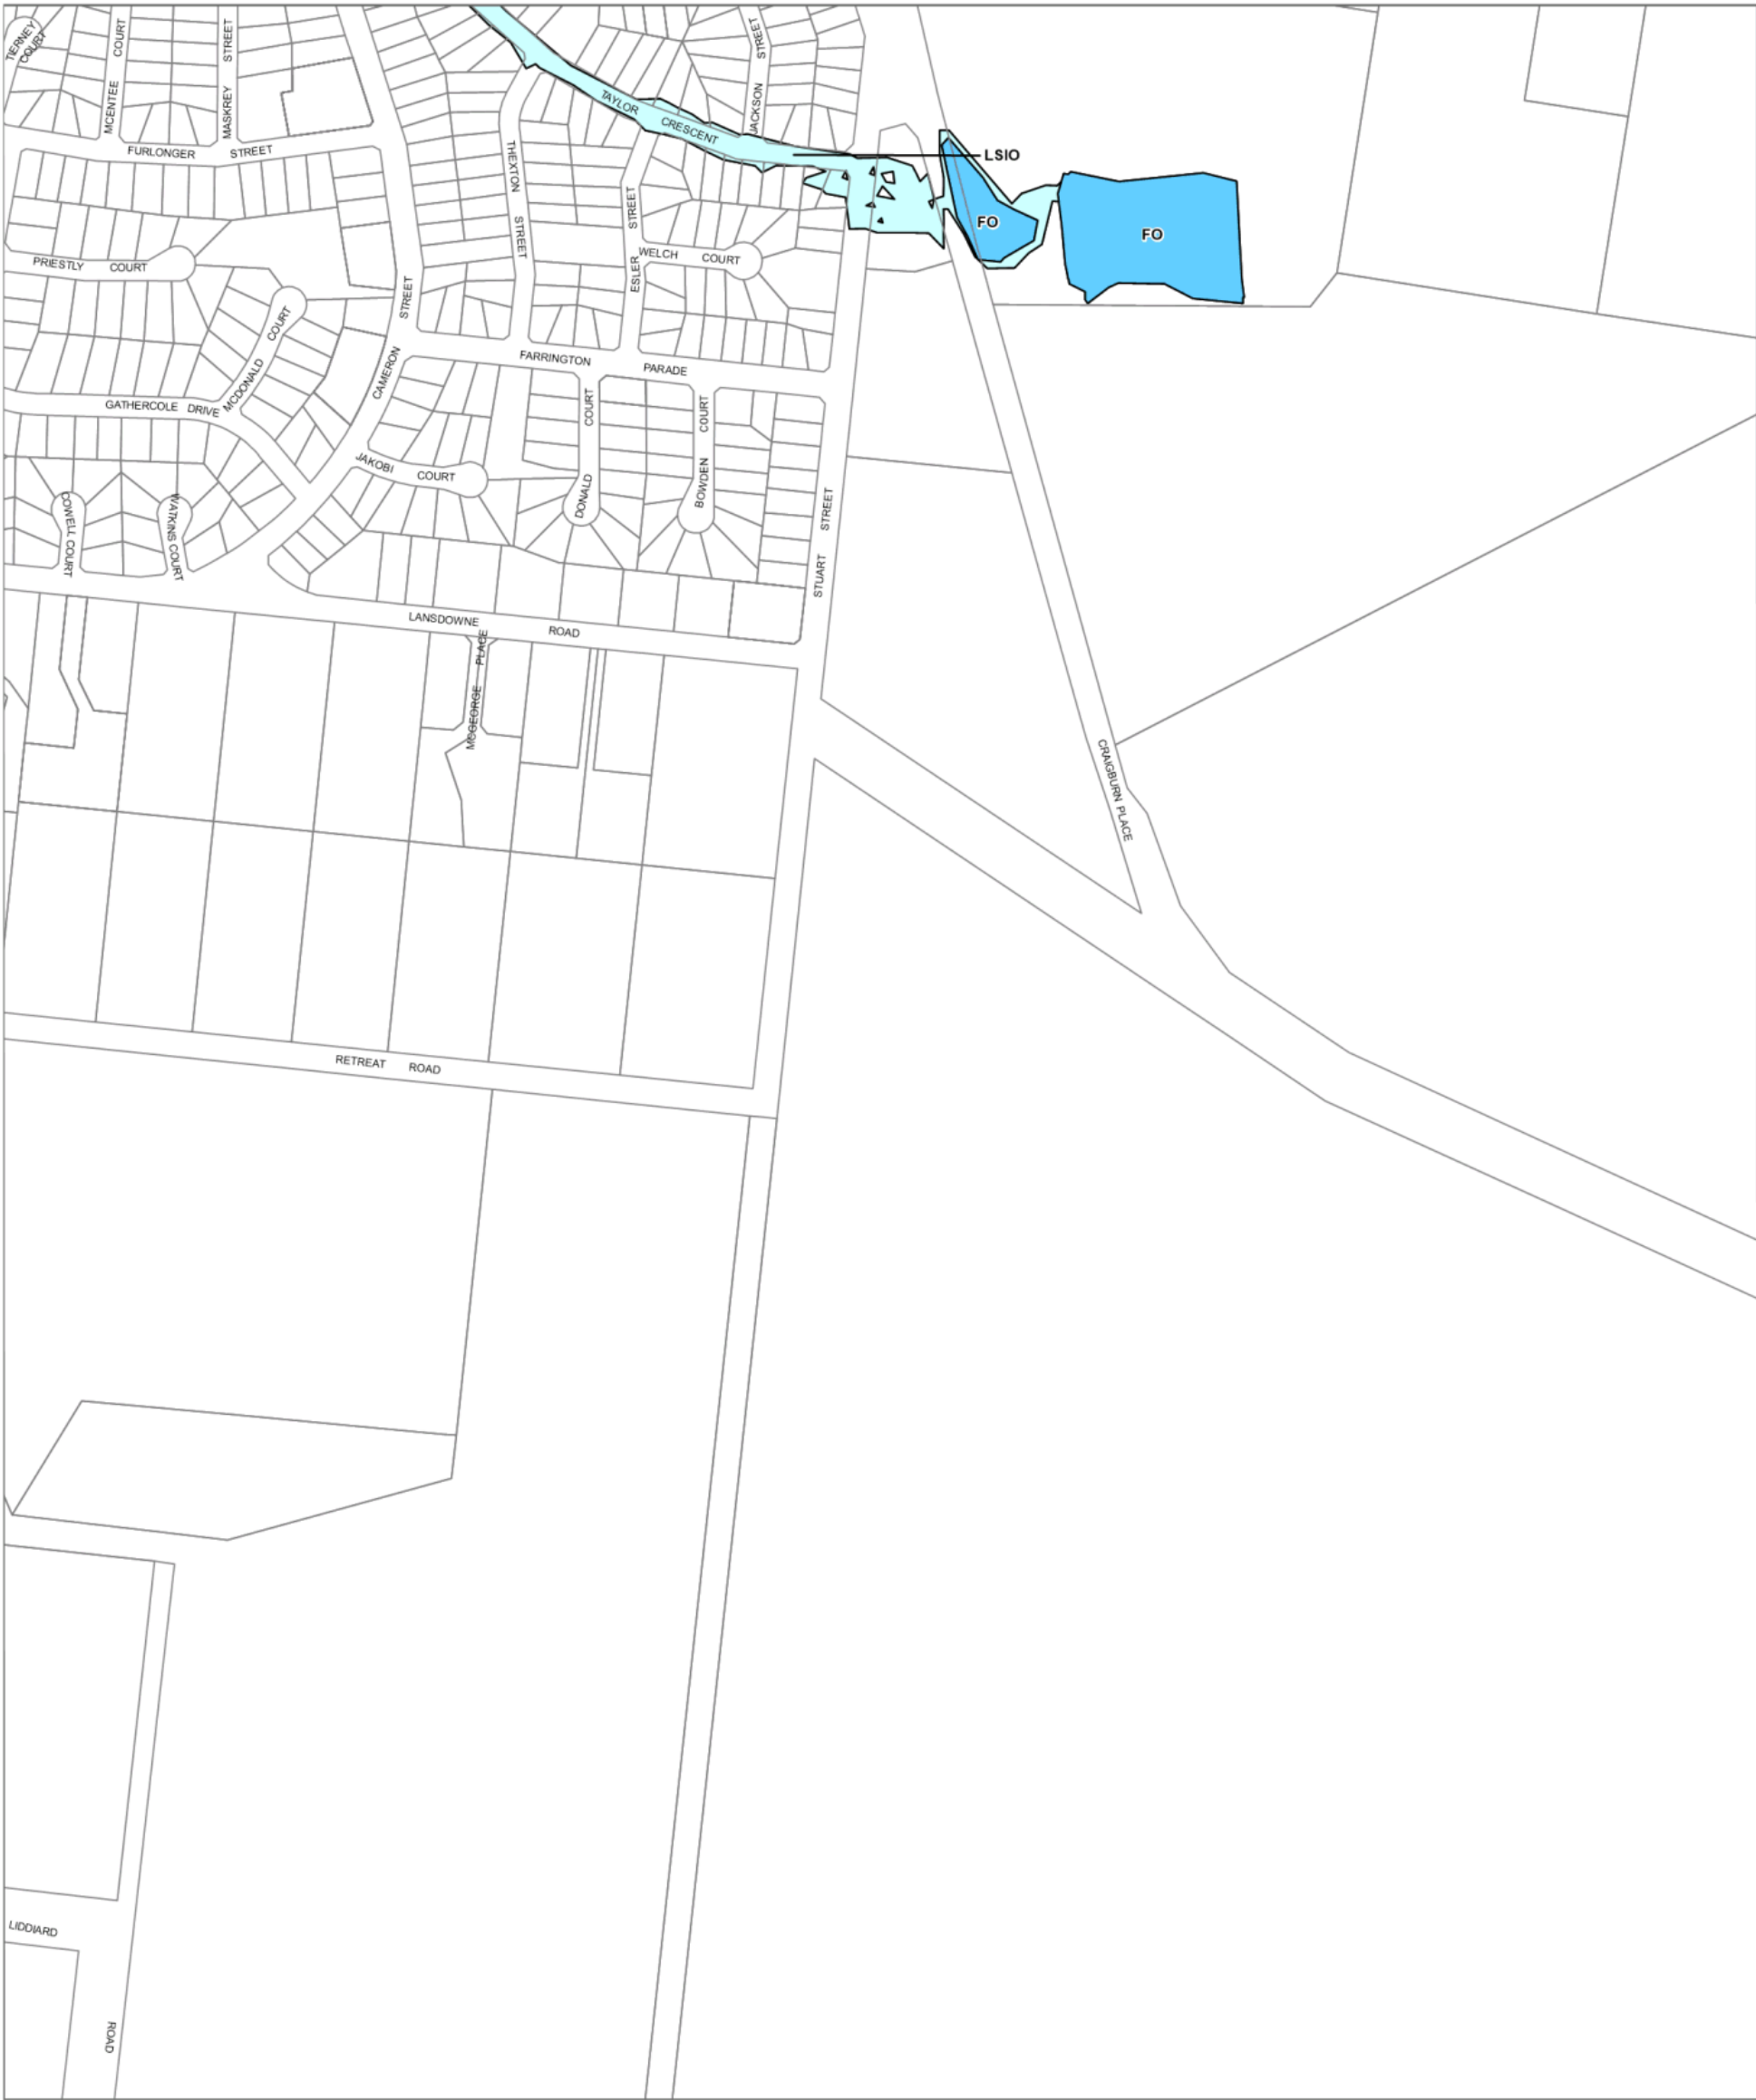 TIERNEY
COURT
MCENTEE COURT
MASKREY STREET
JACKSON STREET
TAYLOR CRESCENT
FURLONGER STREET
THEXTON STREET
LSIO
FO
FO
ESLER STREET
WELCH COURT
PRIESTLY COURT
MCDONALD COURT
CAMERON STREET
FARRINGTON PARADE
GATHERCOLE DRIVE
JAKOBI COURT
DONALD COURT
BOWDEN COURT
STUART STREET
COWELL COURT
WATKINS COURT
LANSDOWNE ROAD
MCGEORGE PLACE
CRAIGBURN PLACE
RETREAT ROAD
LIDDIARD
ROAD